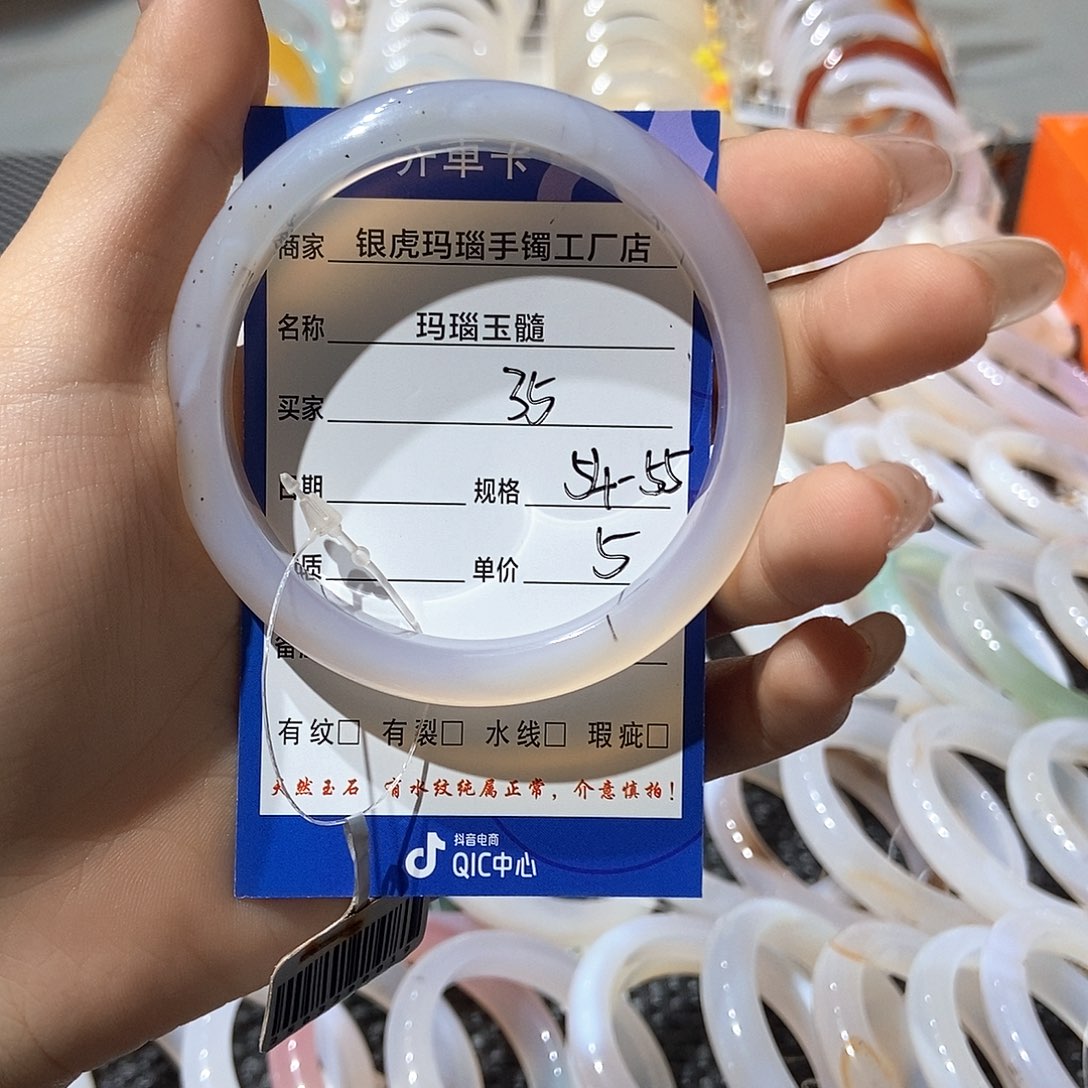 开单卡
商家 银虎玛瑙手镯工厂店
名称 玛瑙玉髓
买家 35
日期 规格 54-55
质 单价 5
备
有纹□ 有裂□ 水线□ 瑕疵□
天然玉石 有水纹纯属正常，介意慎拍！
抖音电商
QIC中心